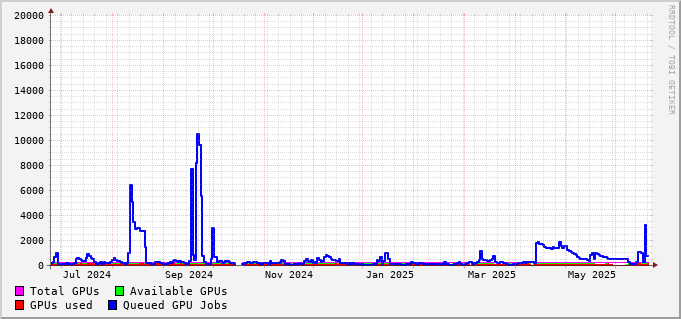 20000
18000
16000
14000
12000
10000
8000
6000
4000
2000
0
Jul 2024 Sep 2024 Nov 2024 Jan 2025 Mar 2025 May 2025
Total GPUs Available GPUs
GPUs used Queued GPU Jobs
RRDTOOL / TOBI OETIKER